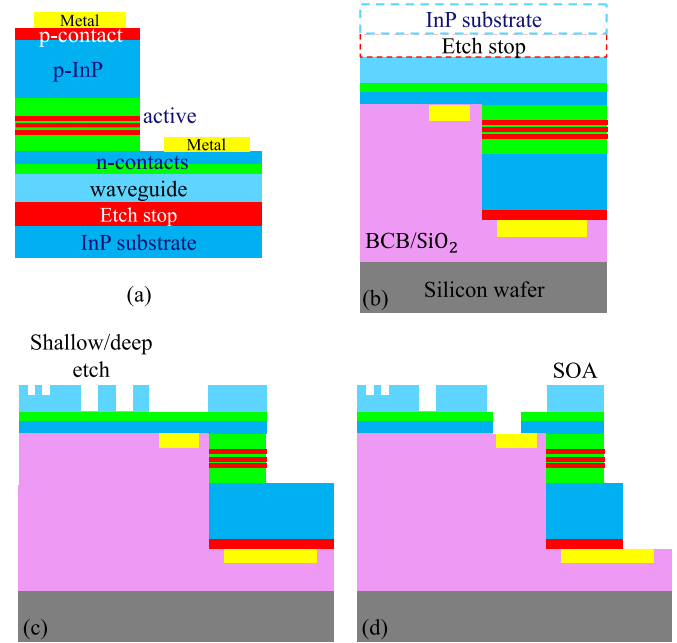 Metal
p-contact
p-InP
active
Metal
n-contacts
waveguide
Etch stop
InP substrate
(a)
InP substrate
Etch stop
BCB/SiO₂
Silicon wafer
(b)
Shallow/deep
etch
(c)
SOA
(d)